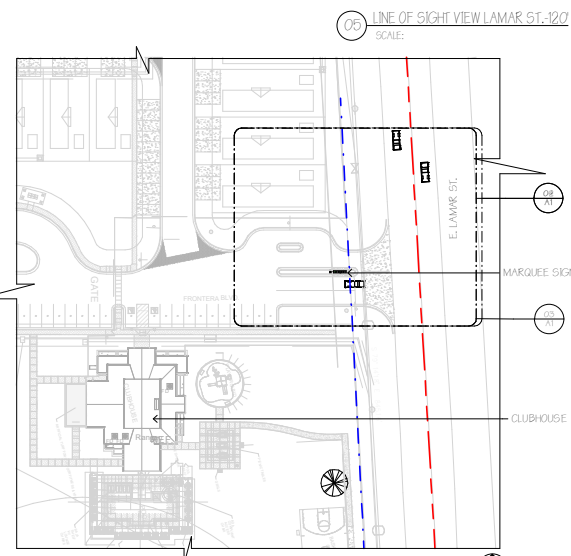 05 LINE OF SIGHT VIEW LAMAR ST.-120'
SCALE:
E. LAMAR ST.
A1
GATE
MARQUEE SIGN
FRONTERA
03
A1
CLUBHOUSE
CLUBHOUSE